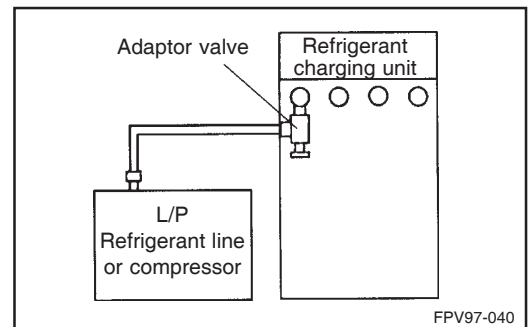 Adaptor valve
Refrigerant
charging unit
L/P
Refrigerant line
or compressor
FPV97-040